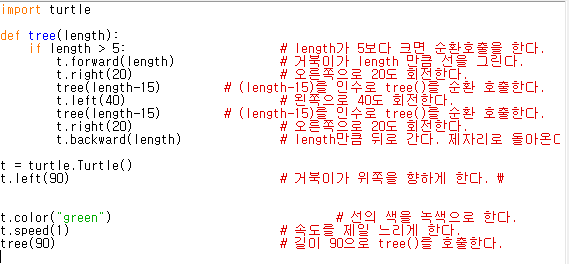 import turtle
def tree(length):
if length > 5: # length가 5보다 크면 순환호출을 한다.
t.forward(length) # 거북이가 length 만큼 선을 그린다.
t.right(20) # 오른쪽으로 20도 회전한다.
tree(length-15) # (length-15)를 인수로 tree()를 순환 호출한다.
t.left(40) # 왼쪽으로 40도 회전한다.
tree(length-15) # (length-15)를 인수로 tree()를 순환 호출한다.
t.right(20) # 오른쪽으로 20도 회전한다.
t.backward(length) # length만큼 뒤로 간다. 제자리로 돌아온다
t = turtle.Turtle()
t.left(90) # 거북이가 위쪽을 향하게 한다. \
t.color("green") # 선의 색을 녹색으로 한다.
t.speed(1) # 속도를 제일 느리게 한다.
tree(90) # 길이 90으로 tree()를 호출한다.